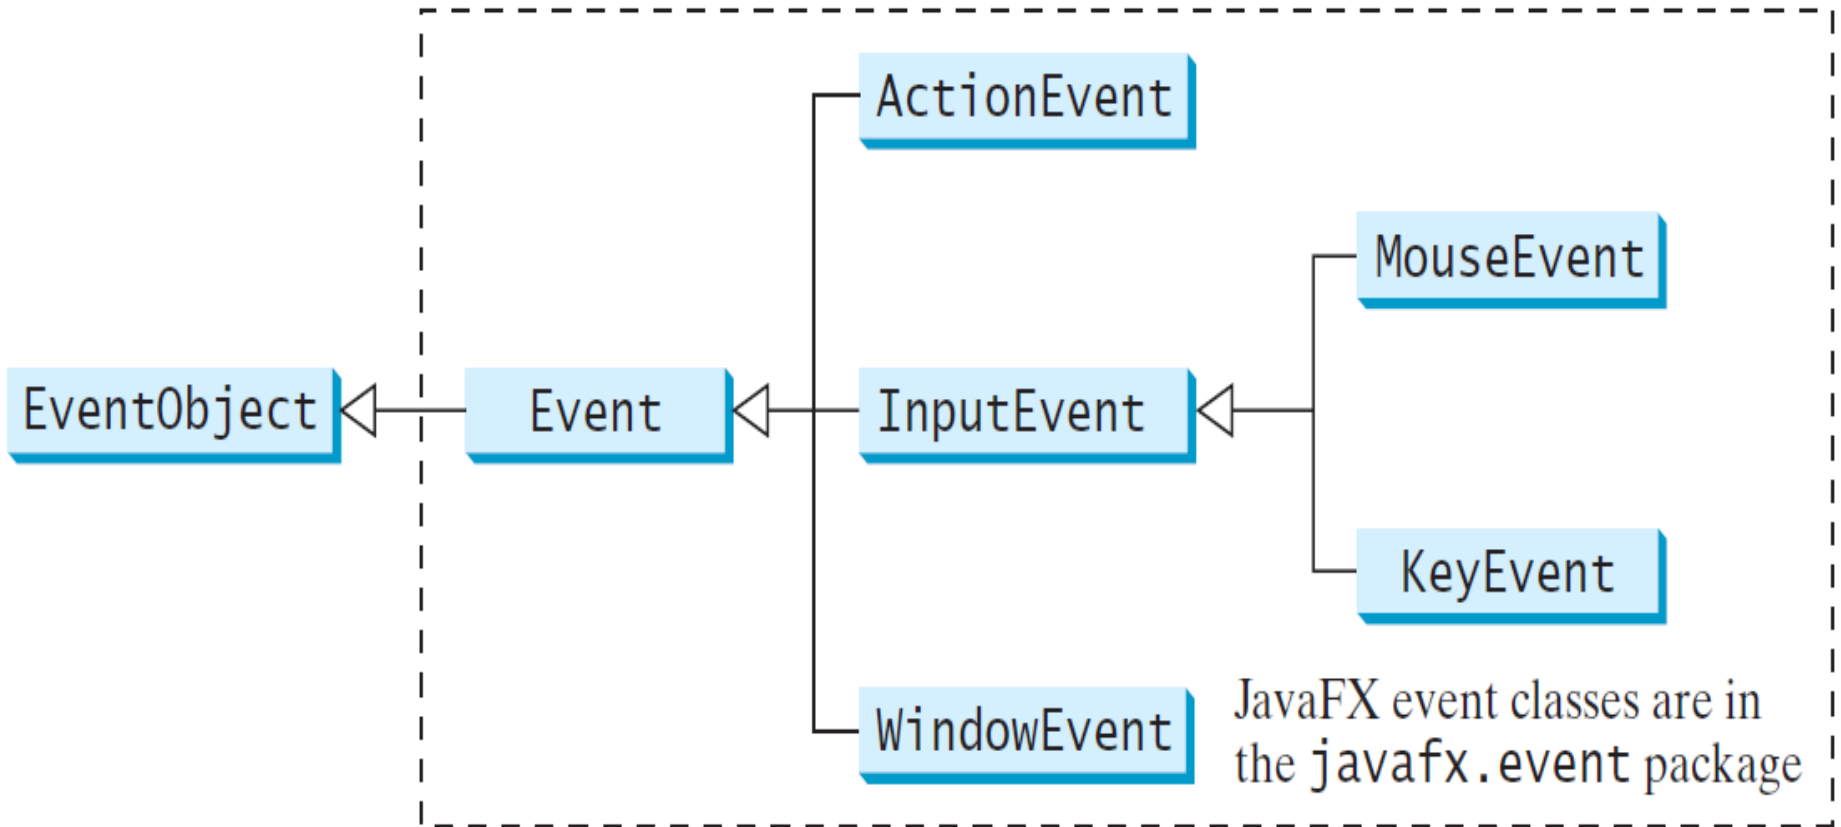 ActionEvent
MouseEvent
EventObject
Event
InputEvent
KeyEvent
WindowEvent
JavaFX event classes are in
the javafx.event package